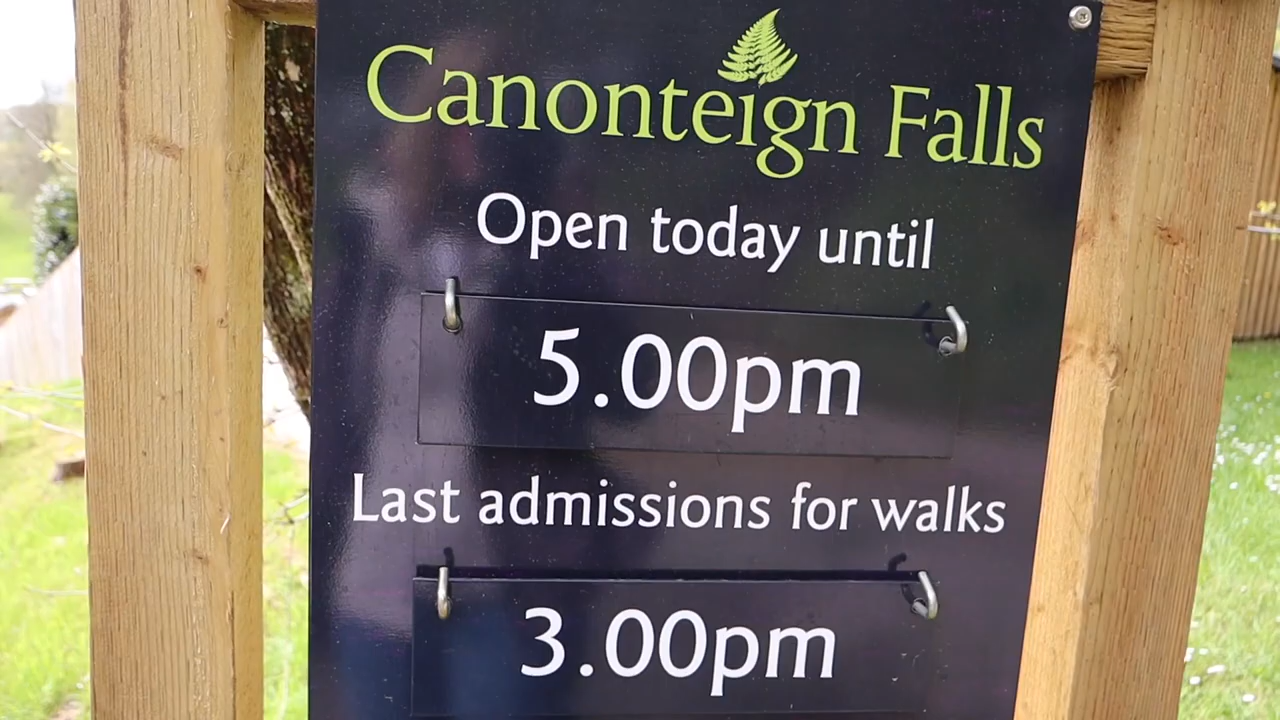 Canonteign Falls
Open today until
5.00pm
Last admissions for walks
3.00pm